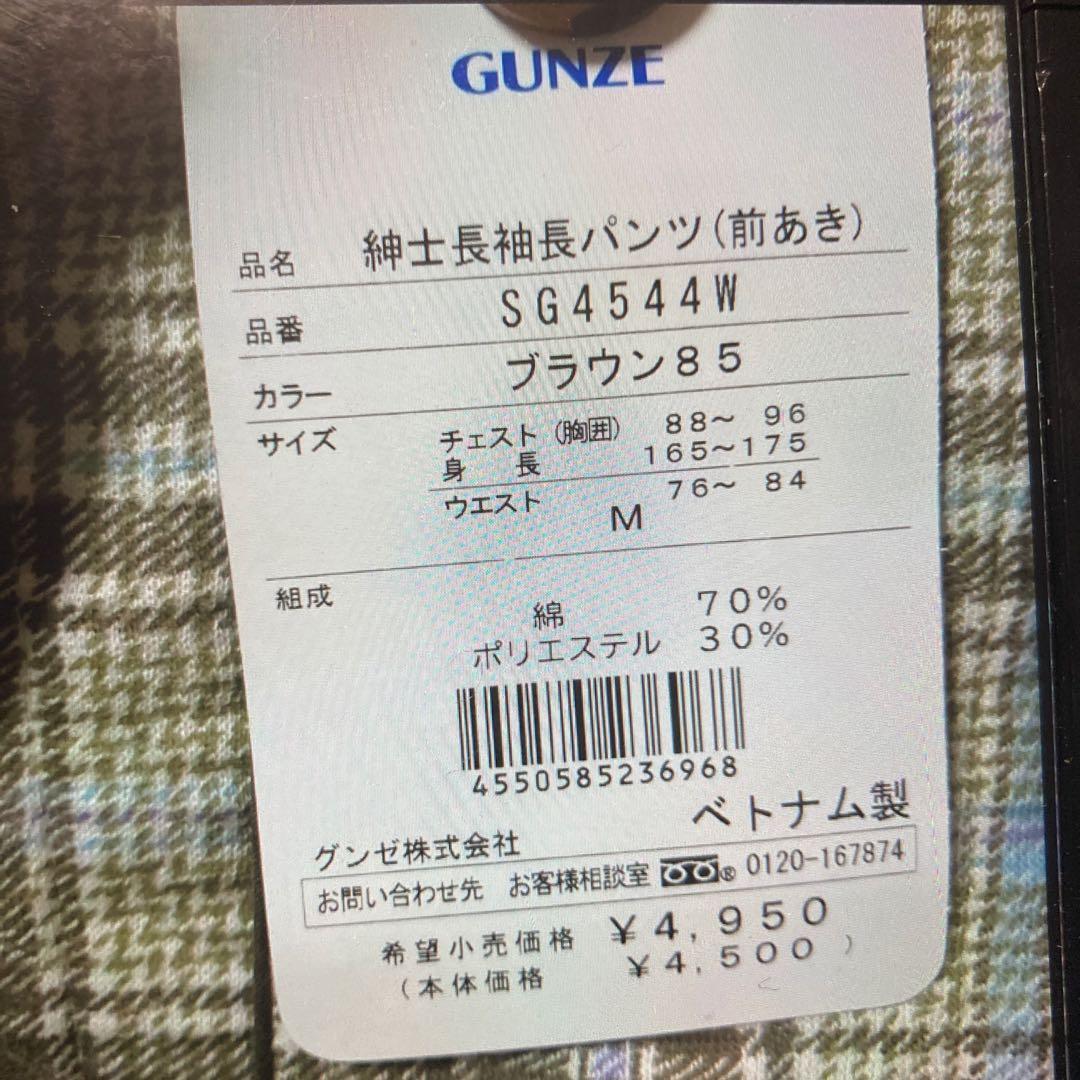 GUNZE
品名 紳士長袖長パンツ(前あき)
品番 SG4544W
カラー ブラウン85
サイズ チェスト(胸囲) 88〜 96
身 長 165〜175
ウエスト 76〜 84
M
組成 綿 70%
ポリエステル 30%
4550585236968
ベトナム製
グンゼ株式会社
お問い合わせ先 お客様相談室 ® 0120-167874
希望小売価格 ¥4,950
(本体価格 ¥4,500 )